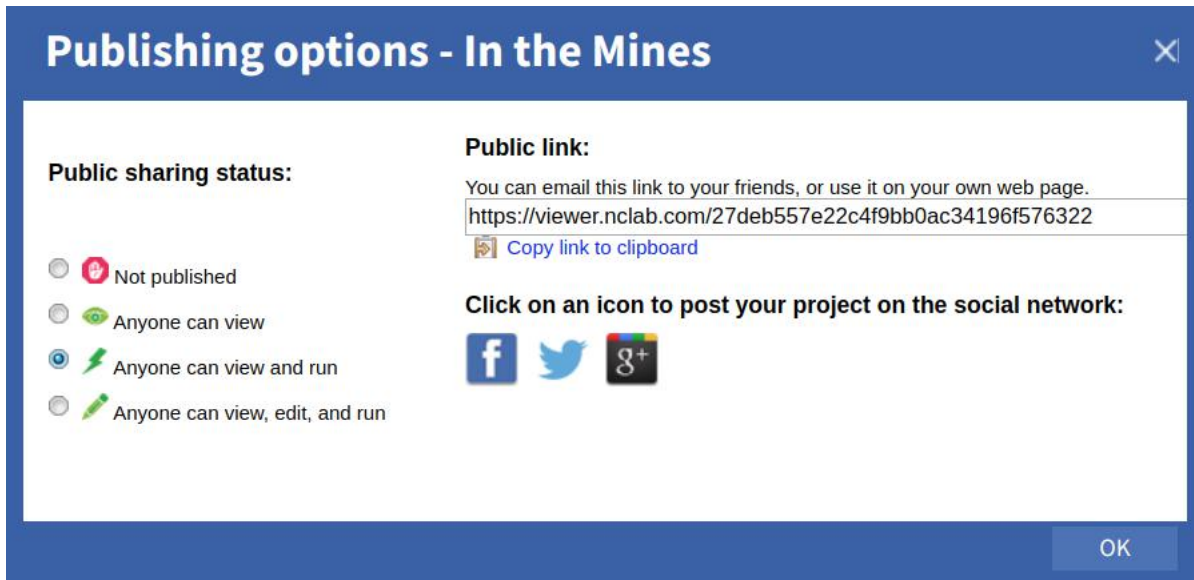 Publishing options - In the Mines
Public sharing status:
Not published
Anyone can view
Anyone can view and run
Anyone can view, edit, and run
Public link:
You can email this link to your friends, or use it on your own web page.
https://viewer.nclab.com/27deb557e22c4f9bb0ac34196f576322
Copy link to clipboard
Click on an icon to post your project on the social network:
f
g+
OK